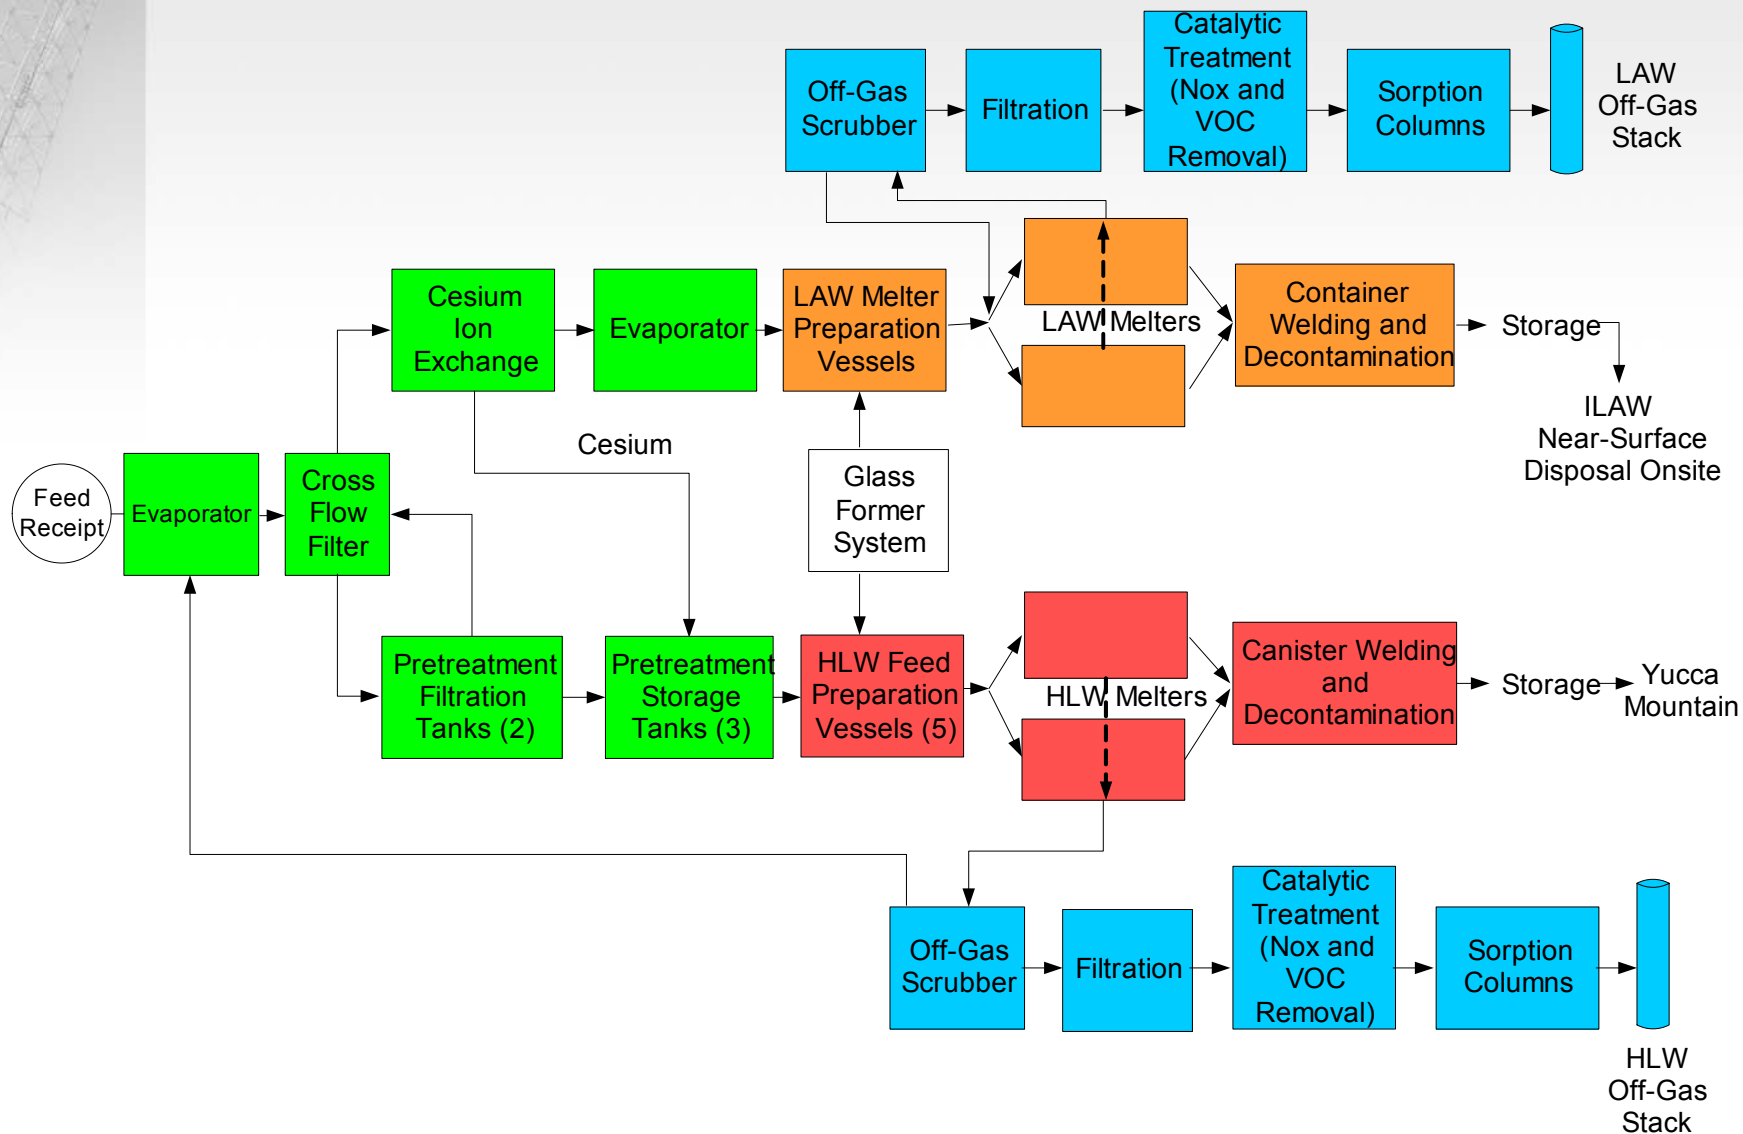 Off-Gas
Scrubber
Filtration
Catalytic
Treatment
(Nox and
VOC
Removal)
Sorption
Columns
LAW
Off-Gas
Stack
Cesium
Ion
Exchange
Evaporator
LAW Melter
Preparation
Vessels
LAW Melters
Container
Welding and
Decontamination
Storage
ILAW
Near-Surface
Disposal Onsite
Cesium
Feed
Receipt
Evaporator
Cross
Flow
Filter
Glass
Former
System
Pretreatment
Filtration
Tanks (2)
Pretreatment
Storage
Tanks (3)
HLW Feed
Preparation
Vessels (5)
HLW Melters
Canister Welding
and
Decontamination
Storage
Yucca
Mountain
Off-Gas
Scrubber
Filtration
Catalytic
Treatment
(Nox and
VOC
Removal)
Sorption
Columns
HLW
Off-Gas
Stack